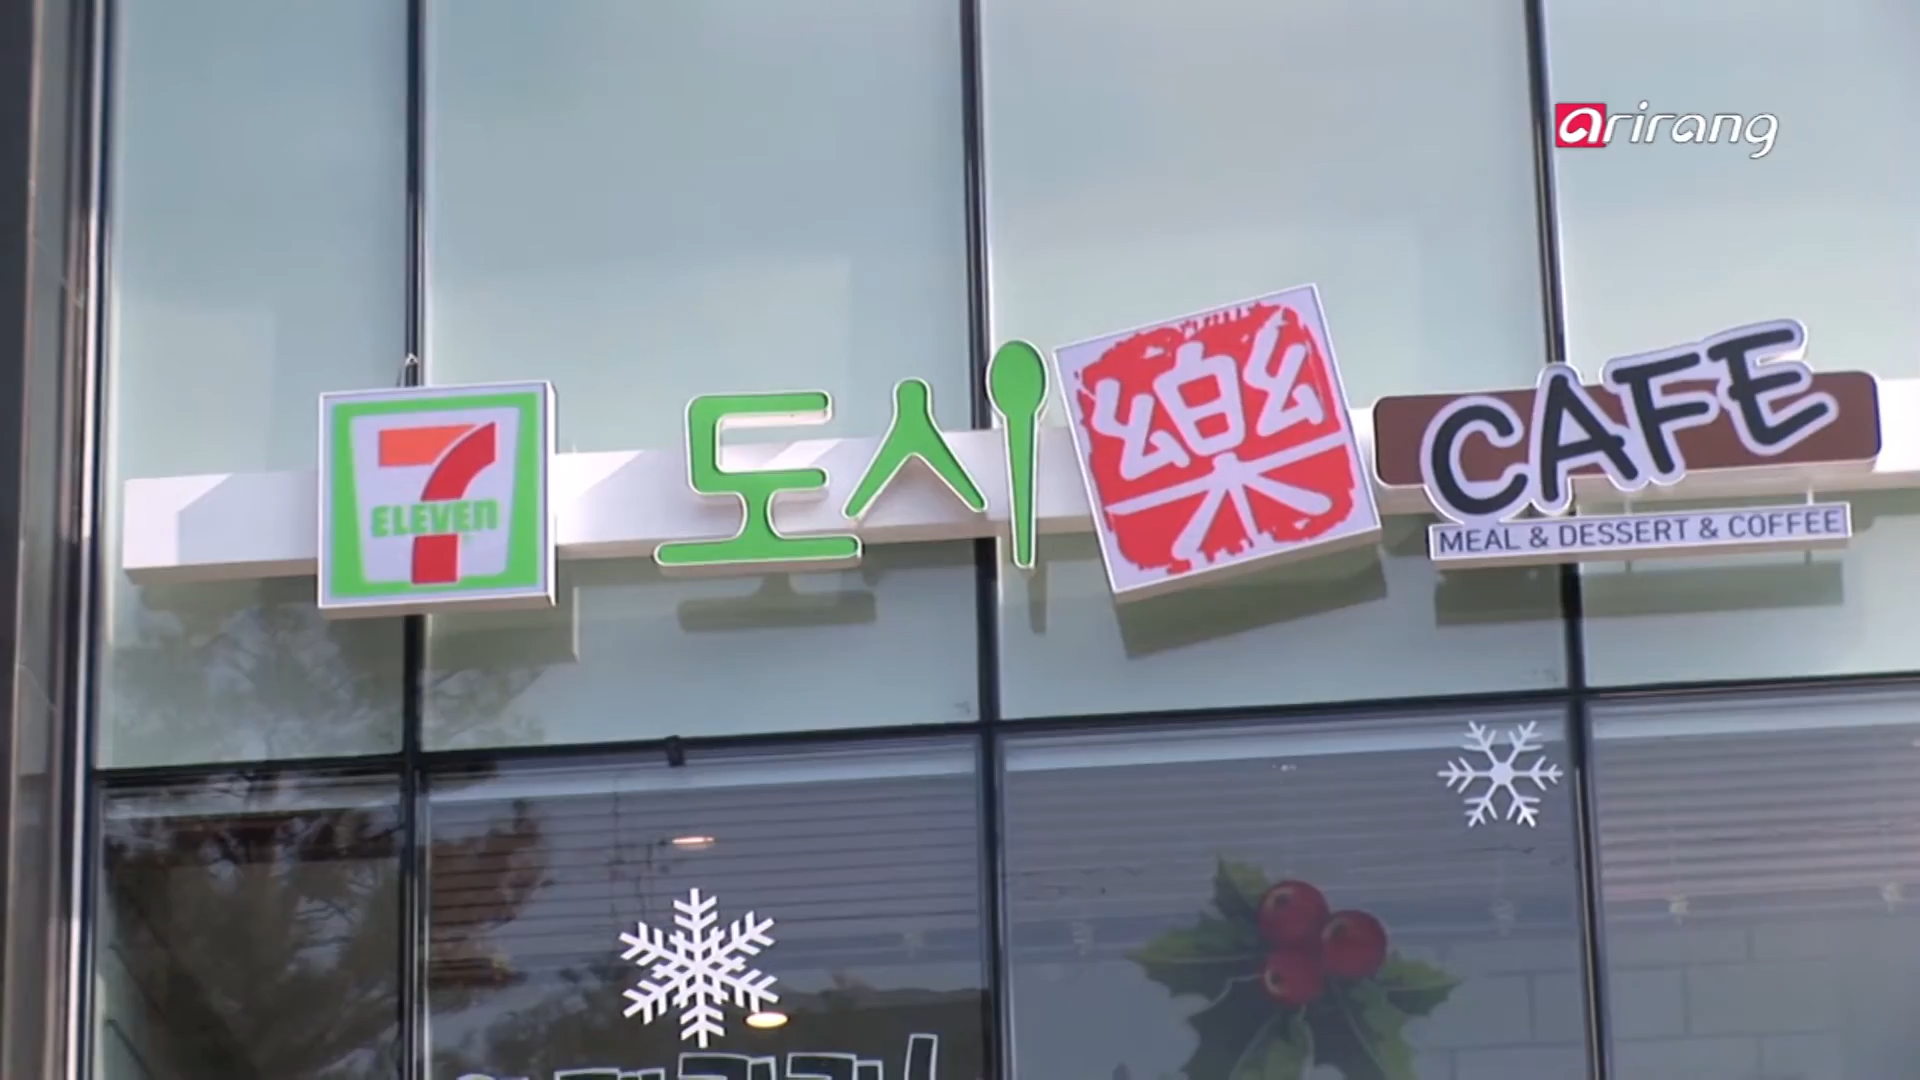 arirang
7
ELEVEN
도시樂 CAFE
MEAL & DESSERT & COFFEE